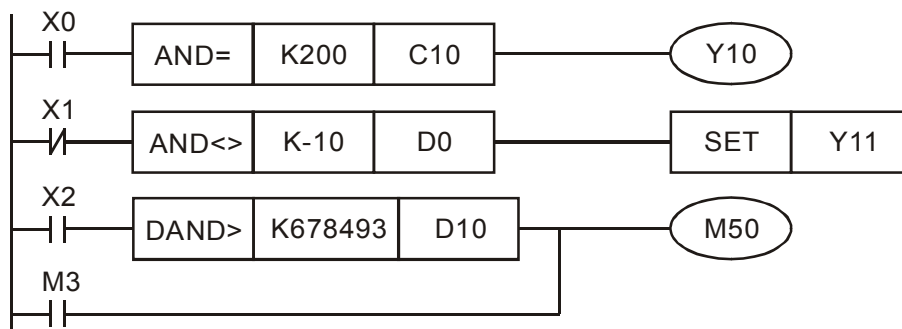 X0
AND= K200 C10 Y10
X1
AND<> K-10 D0 SET Y11
X2
DAND> K678493 D10 M50
M3